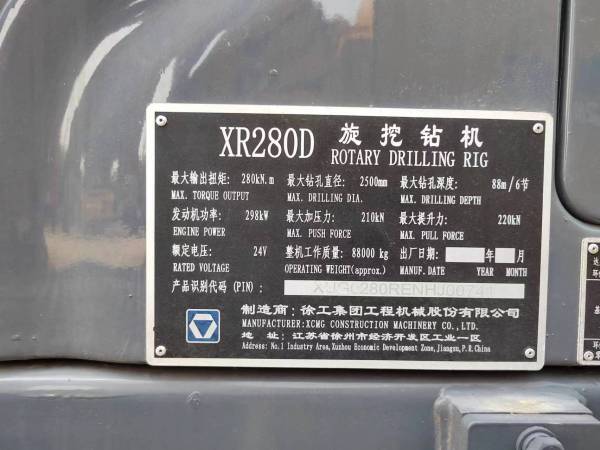 XR280D 旋挖钻机
ROTARY DRILLING RIG
最大输出扭矩: 280kN.m 最大钻孔直径: 2500mm 最大钻孔深度: 88m/6节
MAX. TORQUE OUTPUT MAX. DRILLING DIA. MAX. DRILLING DEPTH
发动机功率: 298kW 最大加压力: 210kN 最大提升力: 220kN
ENGINE POWER MAX. PUSH FORCE MAX. PULL FORCE
额定电压: 24V 整机工作质量: 88000 kg 出厂日期: 年 月
RATED VOLTAGE OPERATING WEIGHT(approx.) MANUF. DATE YEAR MONTH
产品识别代码(PIN):
制造商: 徐工集团工程机械股份有限公司
MANUFACTURER:XCMG CONSTRUCTION MACHINERY CO.,LTD.
地 址: 江苏省徐州市经济开发区工业一区
Address: No.1 Industry Area, Xuzhou Economic Development Zone, Jiangsu, P.R.China